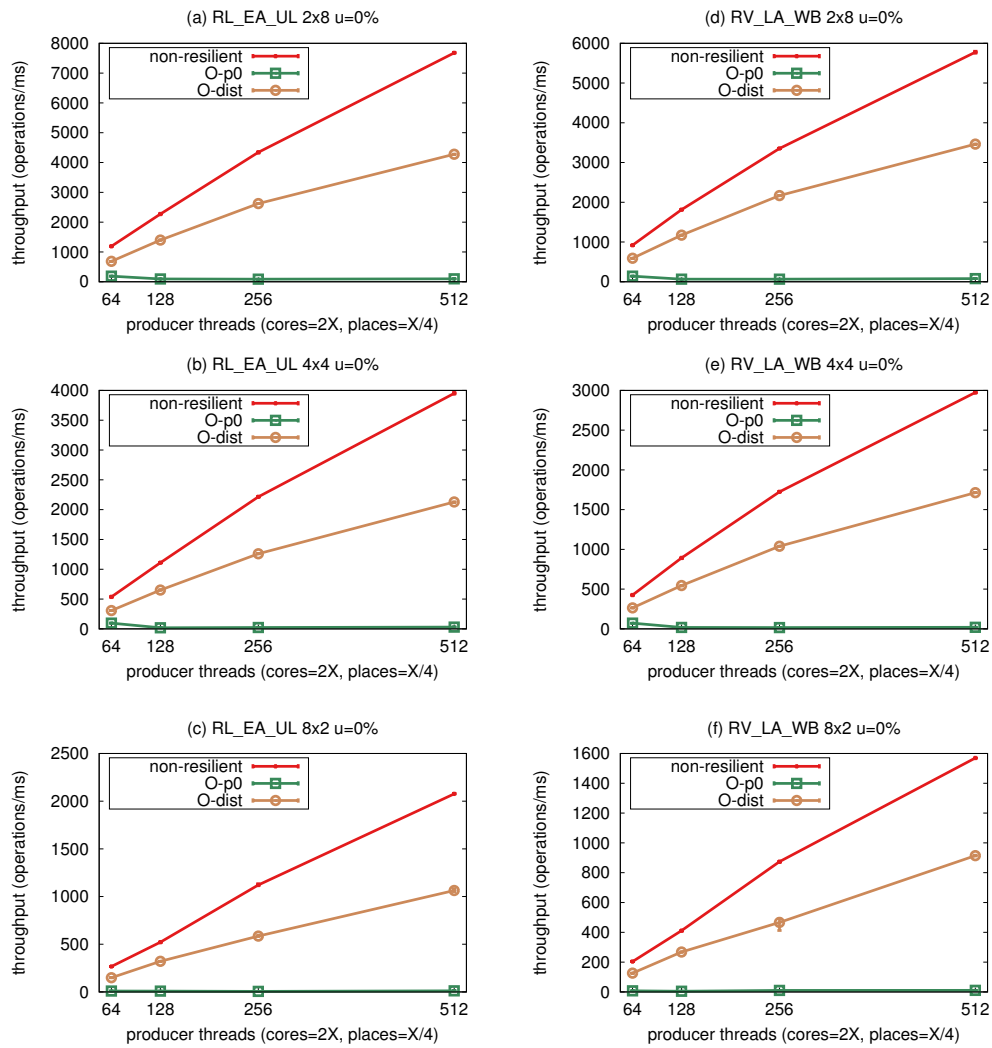 (a) RL_EA_UL 2x8 u=0%
throughput (operations/ms)
8000
7000
6000
5000
4000
3000
2000
1000
0
non-resilient
O-p0
O-dist
64 128 256 512
producer threads (cores=2X, places=X/4)
(b) RL_EA_UL 4x4 u=0%
throughput (operations/ms)
4000
3500
3000
2500
2000
1500
1000
500
0
non-resilient
O-p0
O-dist
64 128 256 512
producer threads (cores=2X, places=X/4)
(c) RL_EA_UL 8x2 u=0%
throughput (operations/ms)
2500
2000
1500
1000
500
0
non-resilient
O-p0
O-dist
64 128 256 512
producer threads (cores=2X, places=X/4)
(d) RV_LA_WB 2x8 u=0%
throughput (operations/ms)
6000
5000
4000
3000
2000
1000
0
non-resilient
O-p0
O-dist
64 128 256 512
producer threads (cores=2X, places=X/4)
(e) RV_LA_WB 4x4 u=0%
throughput (operations/ms)
3000
2500
2000
1500
1000
500
0
non-resilient
O-p0
O-dist
64 128 256 512
producer threads (cores=2X, places=X/4)
(f) RV_LA_WB 8x2 u=0%
throughput (operations/ms)
1600
1400
1200
1000
800
600
400
200
0
non-resilient
O-p0
O-dist
64 128 256 512
producer threads (cores=2X, places=X/4)